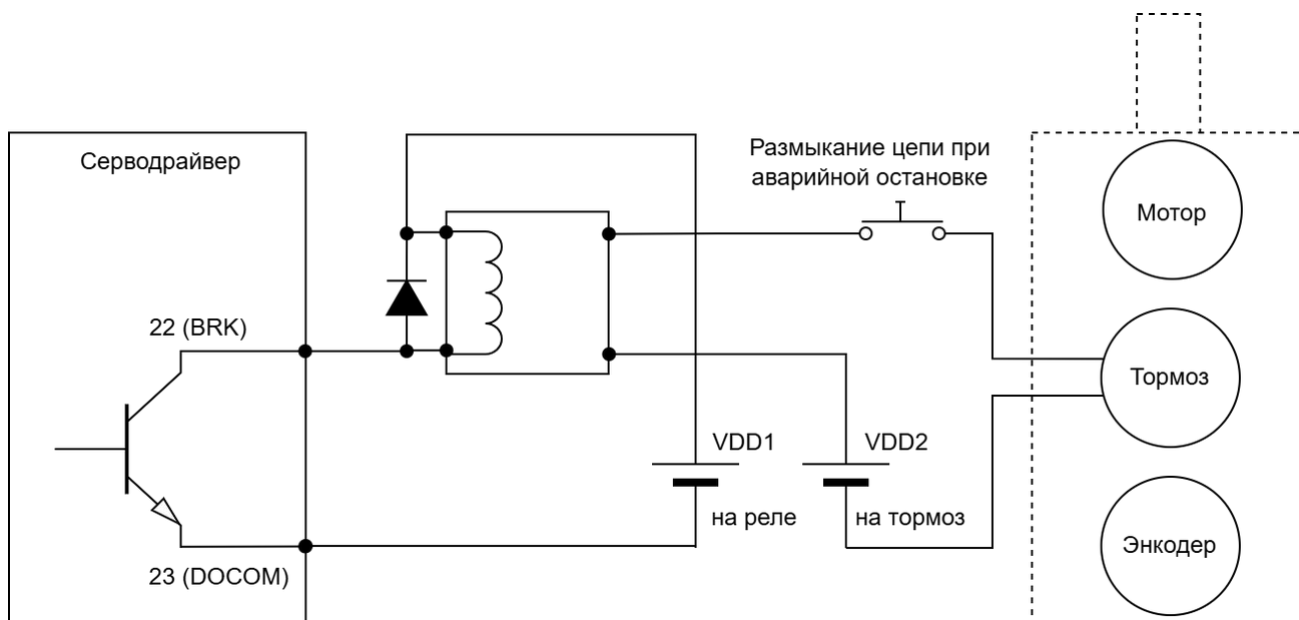 Серводрайвер
Размыкание цепи при
аварийной остановке
Мотор
22 (BRK)
Тормоз
VDD1
VDD2
на реле
на тормоз
Энкодер
23 (DOCOM)